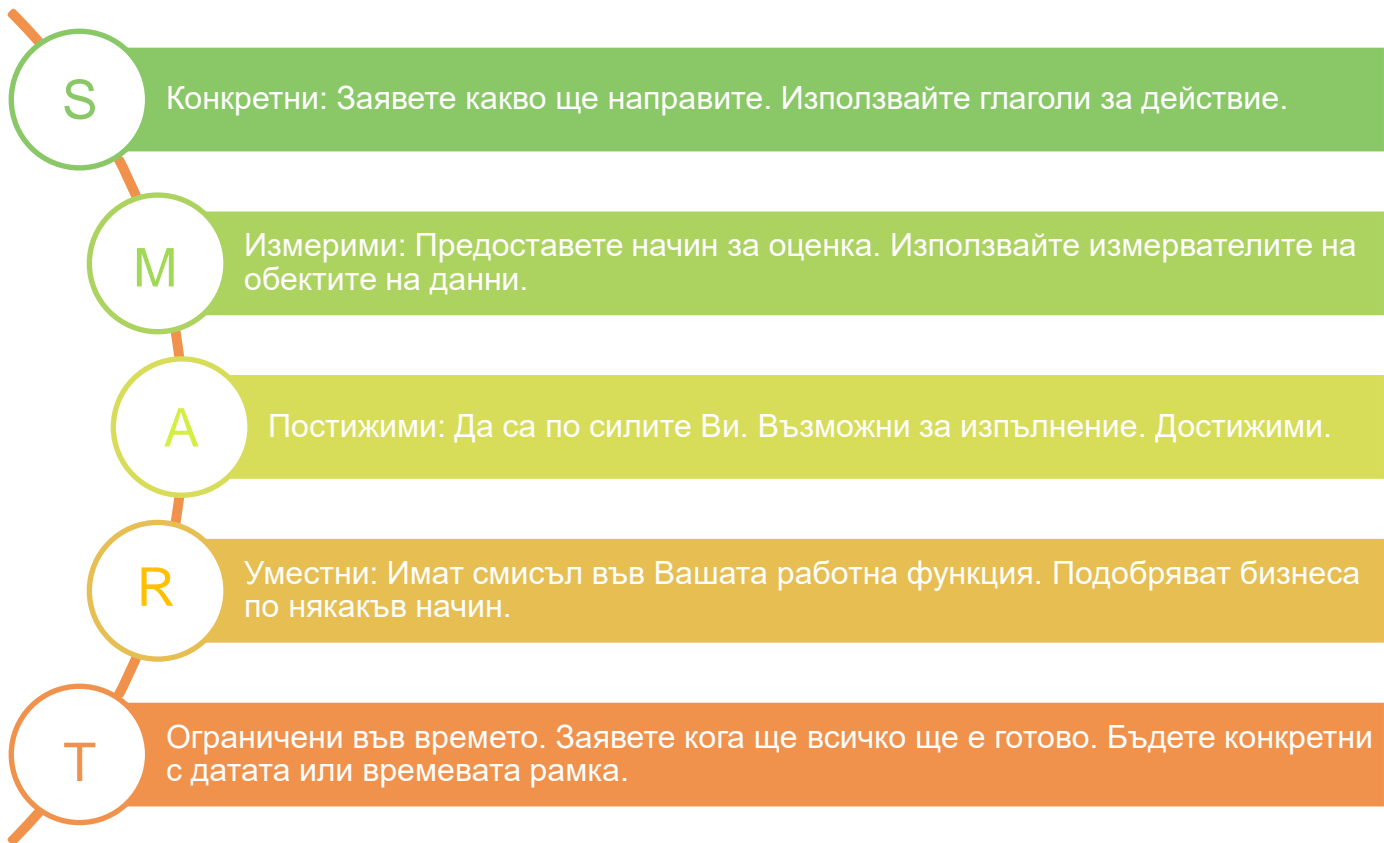 S
Конкретни: Заявете какво ще направите. Използвайте глаголи за действие.
M
Измерими: Предоставете начин за оценка. Използвайте измервателите на
обектите на данни.
A
Постижими: Да са по силите Ви. Възможни за изпълнение. Достижими.
R
Уместни: Имат смисъл във Вашата работна функция. Подобряват бизнеса
по някакъв начин.
T
Ограничени във времето. Заявете кога ще всичко ще е готово. Бъдете конкретни
с датата или времевата рамка.